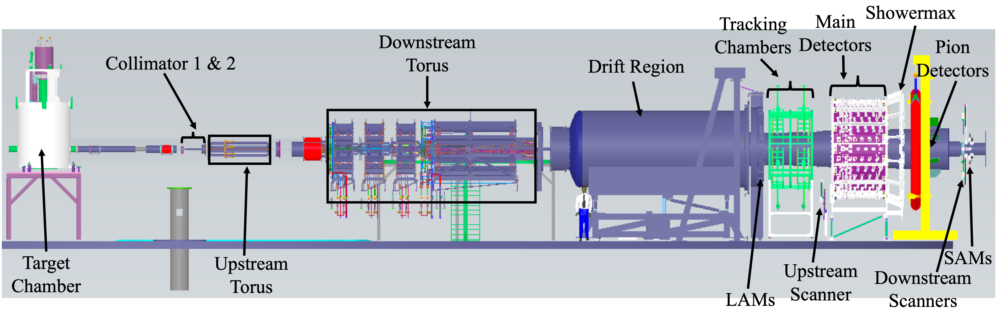 Showermax
Main
Detectors
Tracking
Chambers
Pion
Detectors
Downstream
Torus
Drift Region
Collimator 1 & 2
Target
Chamber
Upstream
Torus
LAMs
Upstream
Scanner
SAMs
Downstream
Scanners